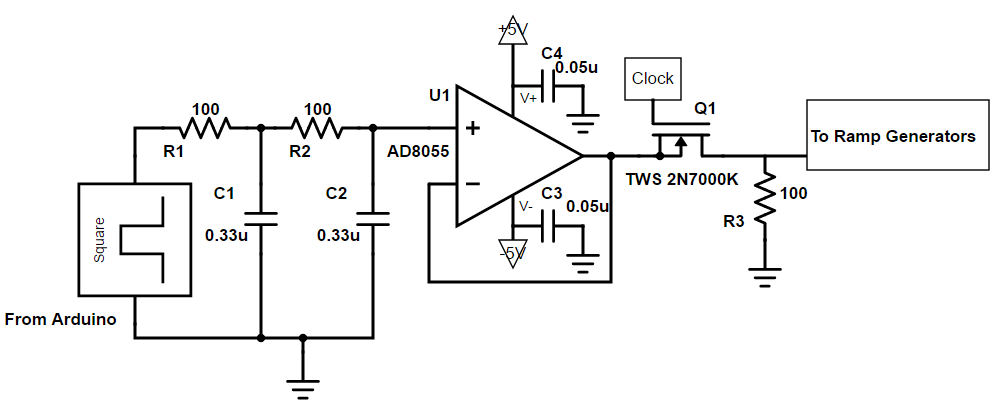 +5V
C4
0.05u
Clock
U1
V+
Q1
100
100
To Ramp Generators
R1
R2
AD8055
TWS 2N7000K
C1
C2
C3
100
V-
0.05u
R3
0.33u
0.33u
Square
-5V
From Arduino